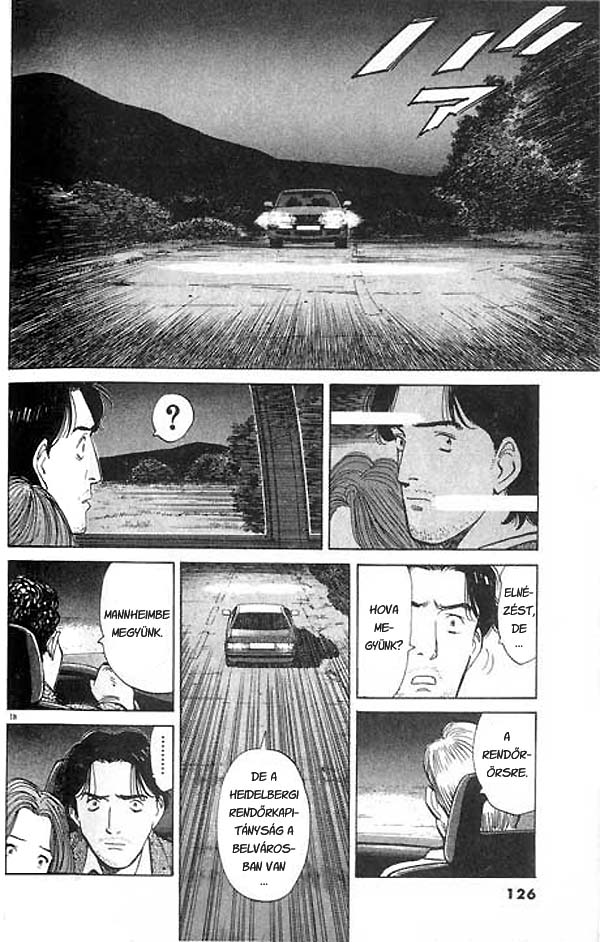 ?
ELNÉ-
ZÉST,
DE
...
HOVA
ME-
GYÜNK?
A
RENDŐR-
ŐRSRE.
DE A
HEIDELBERGI
RENDŐRKAPI-
TÁNYSÁG A
BELVÁROS-
BAN VAN
...
MANNHEIMBE
MEGYÜNK.
.........
126